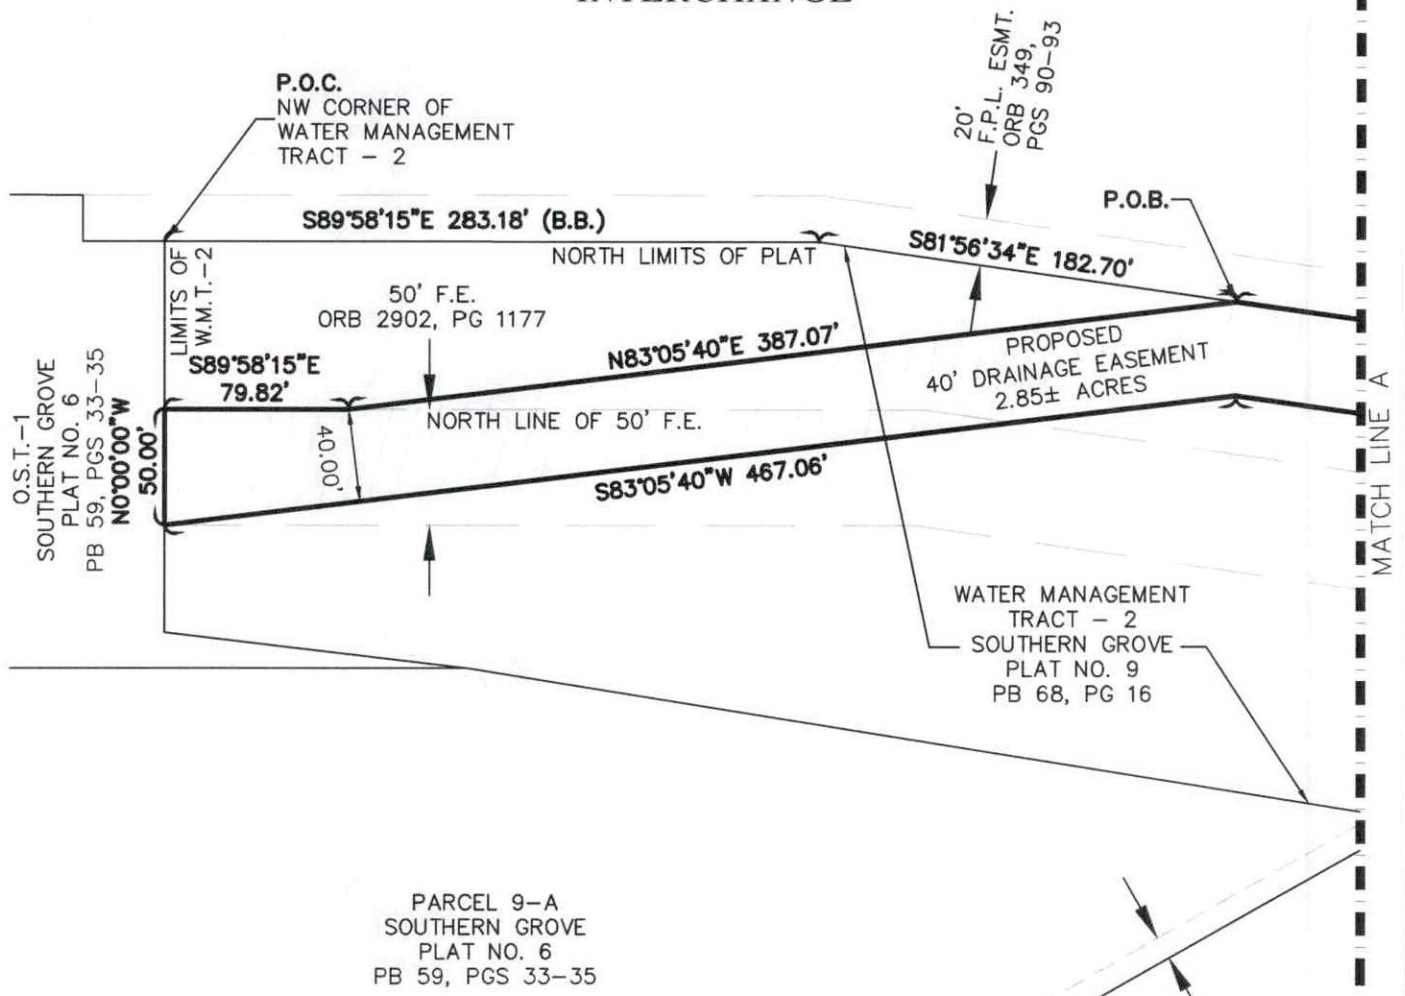 INTERCHANGE
P.O.C.
NW CORNER OF
WATER MANAGEMENT
TRACT - 2
20'
F.P.L. ESMT.
ORB 349,
PGS 90-93
P.O.B.
S89°58'15"E 283.18' (B.B.)
NORTH LIMITS OF PLAT
S81°56'34"E 182.70'
LIMITS OF
W.M.T.-2
50' F.E.
ORB 2902, PG 1177
S89°58'15"E
79.82'
N83°05'40"E 387.07'
PROPOSED
40' DRAINAGE EASEMENT
2.85± ACRES
O.S.T.-1
SOUTHERN GROVE
PLAT NO. 6
PB 59, PGS 33-35
N0°00'00"W
50.00'
40.00'
NORTH LINE OF 50' F.E.
S83°05'40"W 467.06'
MATCH LINE A
WATER MANAGEMENT
TRACT - 2
SOUTHERN GROVE
PLAT NO. 9
PB 68, PG 16
PARCEL 9-A
SOUTHERN GROVE
PLAT NO. 6
PB 59, PGS 33-35